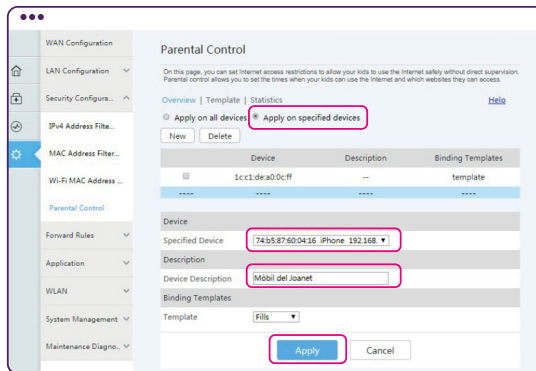 WAN Configuration
LAN Configuration
Security Configura...
IPv4 Address Filte...
MAC Address Filter...
Wi-Fi MAC Address ...
Parental Control
Forward Rules
Application
WLAN
System Management
Maintenance Diagno..
Parental Control
On this page, you can set Internet access restrictions to allow your kids to use the Internet safely without direct supervision.
Parental control allows you to set the times when your kids can use the Internet and which websites they can access.
Overview | Template | Statistics Help
Apply on all devices Apply on specified devices
New Delete
Device Description Binding Templates
1c:c1:de:a0:0c:ff -- template
---- ---- ----
Device
Specified Device 74:b5:87:60:04:16 iPhone 192.168.
Description
Device Description Mòbil del Joanet
Binding Templates
Template Fills
Apply Cancel